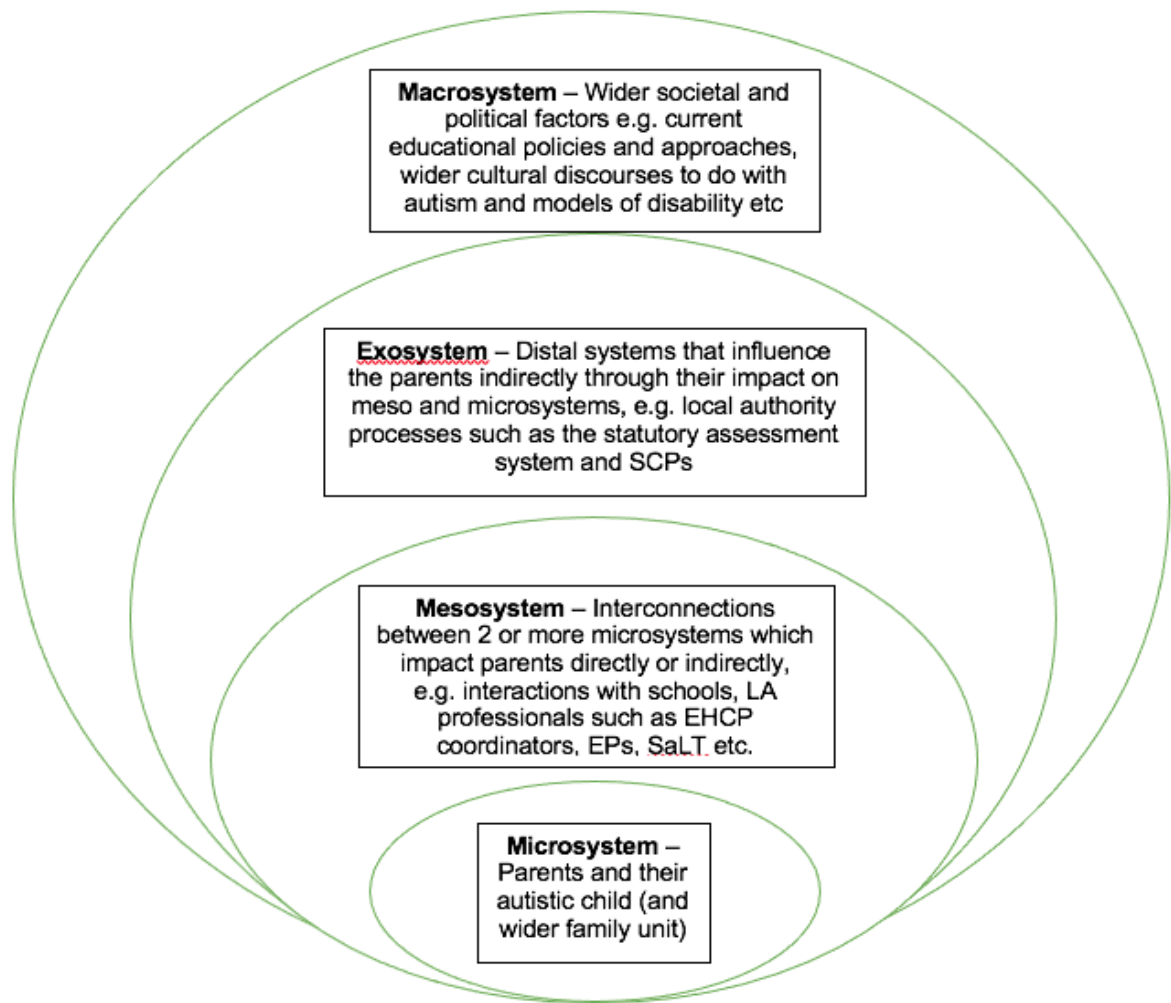 Macrosystem – Wider societal and
political factors e.g. current
educational policies and approaches,
wider cultural discourses to do with
autism and models of disability etc
Exosystem – Distal systems that influence
the parents indirectly through their impact on
meso and microsystems, e.g. local authority
processes such as the statutory assessment
system and SCPs
Mesosystem – Interconnections
between 2 or more microsystems which
impact parents directly or indirectly,
e.g. interactions with schools, LA
professionals such as EHCP
coordinators, EPs, SaLT etc.
Microsystem –
Parents and their
autistic child (and
wider family unit)